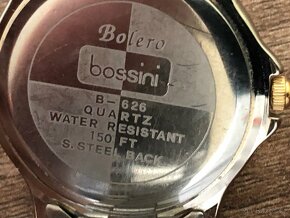 Bolero
bossini
B-626
QUARTZ
WATER RESISTANT
150 FT
S. STEEL BACK